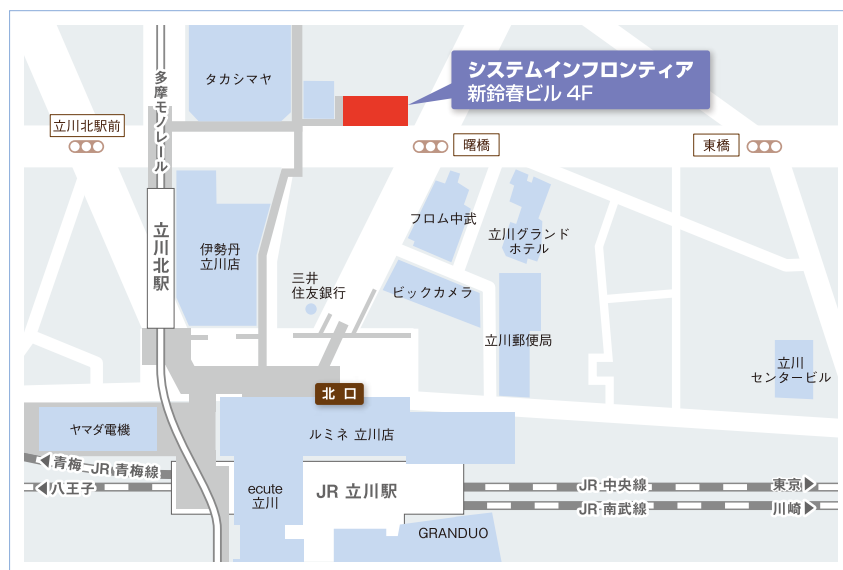 タカシマヤ
システムインフロンティア
新鈴春ビル 4F
多摩モノレール
立川北駅前
曙橋
東橋
フロム中武
立川グランド
ホテル
立川北駅
伊勢丹
立川店
三井
住友銀行
ビックカメラ
立川郵便局
立川
センタービル
北口
ヤマダ電機
ルミネ 立川店
青梅
JR 青梅線
八王子
ecute
立川
JR 立川駅
JR 中央線
東京
JR 南武線
川崎
GRANDUO